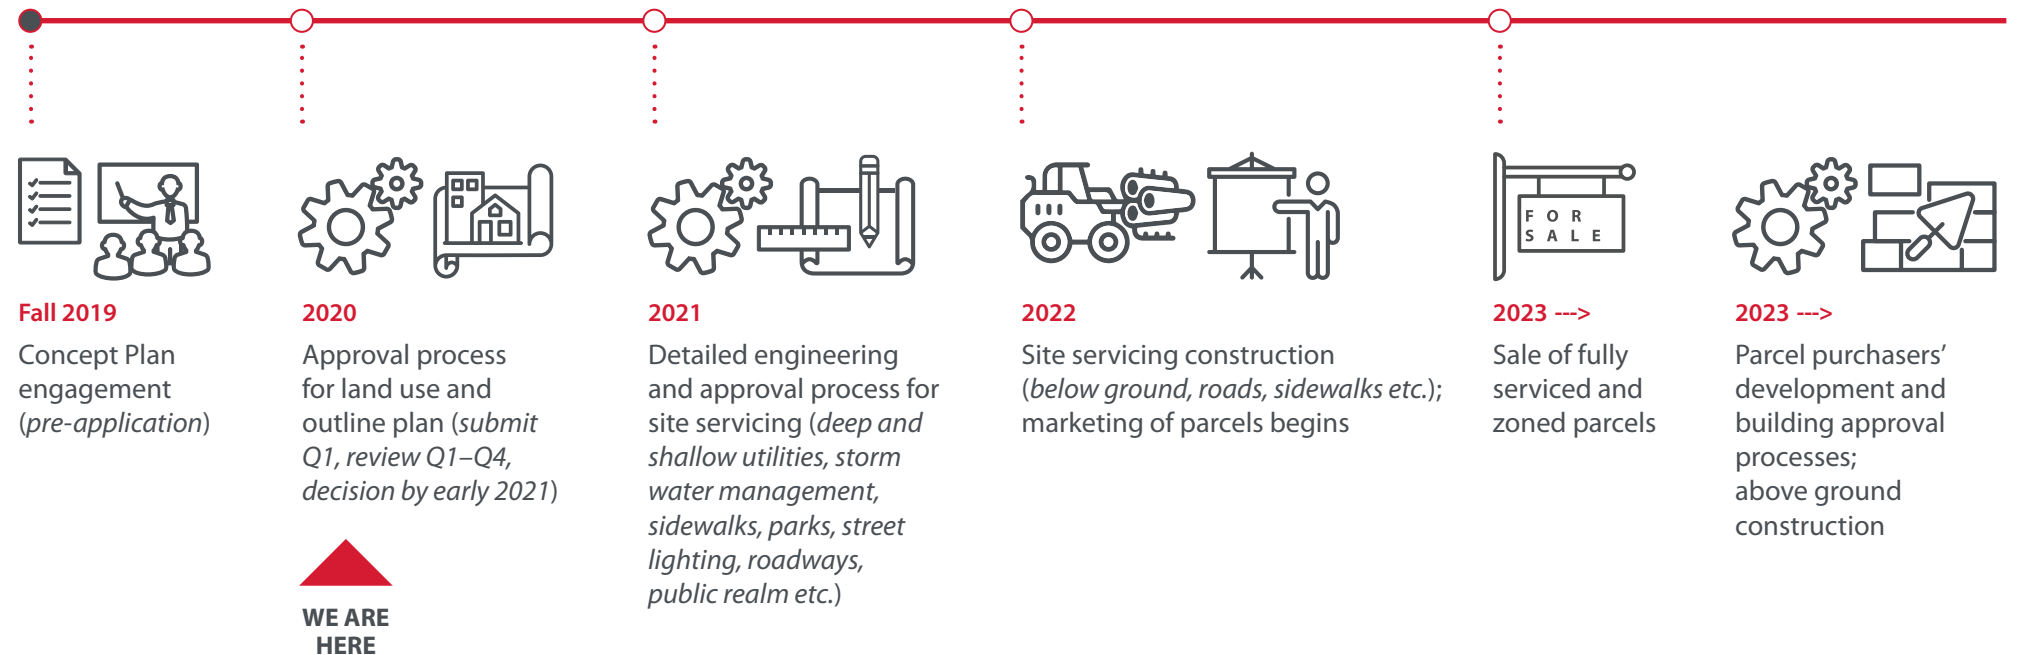 FOR
SALE
Fall 2019
Concept Plan
engagement
(pre-application)
2020
Approval process
for land use and
outline plan (submit
Q1, review Q1–Q4,
decision by early 2021)
WE ARE
HERE
2021
Detailed engineering
and approval process for
site servicing (deep and
shallow utilities, storm
water management,
sidewalks, parks, street
lighting, roadways,
public realm etc.)
2022
Site servicing construction
(below ground, roads, sidewalks etc.);
marketing of parcels begins
2023 --->
Sale of fully
serviced and
zoned parcels
2023 --->
Parcel purchasers’
development and
building approval
processes;
above ground
construction